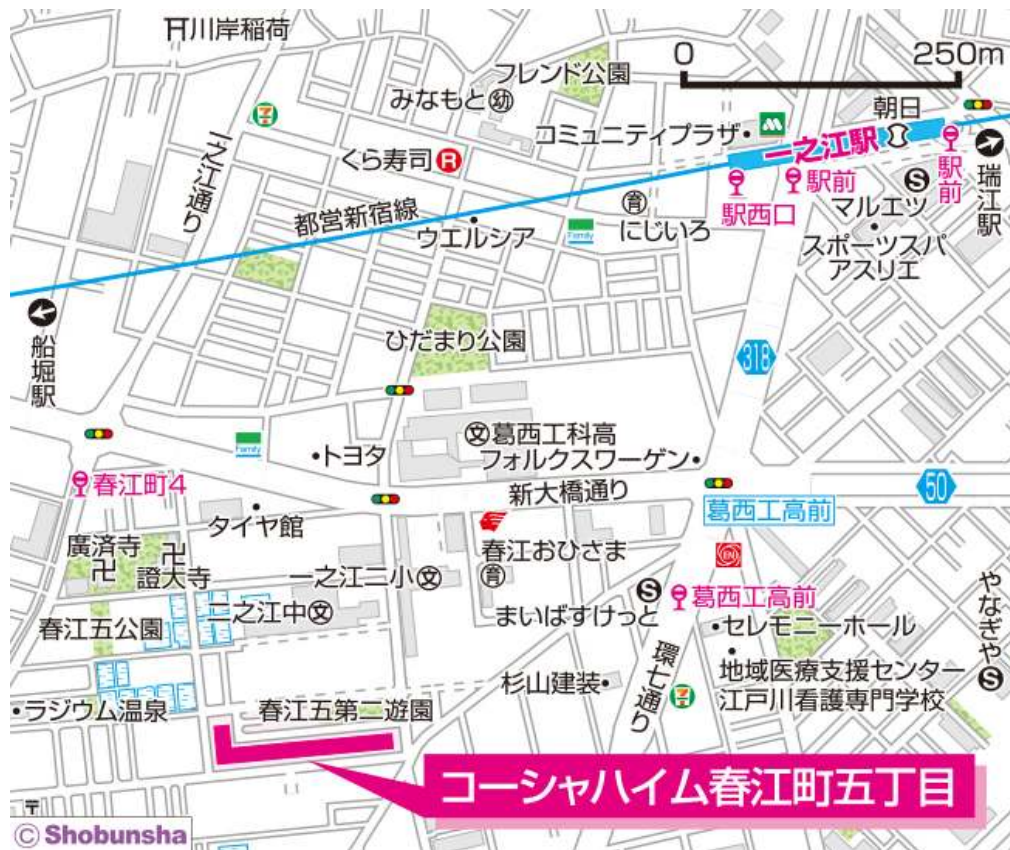 川岸稲荷
フレンド公園
みなもと 幼
0 250m
朝日
コミュニティプラザ
一之江駅
一之江通り
くら寿司 R
駅前
駅前
駅西口
瑞江駅
都営新宿線
ウエルシア
育
にじいろ
Family
S
マルエツ
スポーツスパ
アスリエ
船堀駅
ひだまり公園
318
Family
トヨタ
文 葛西工科高
フォルクスワーゲン
春江町4
新大橋通り
50
葛西工高前
タイヤ館
廣済寺
卍
卍
證大寺
春江おひさま
育
一之江二小 文
二之江中 文
まいばすけっと
S
葛西工高前
やなぎや
S
春江五公園
セレモニーホール
環七通り
地域医療支援センター
江戸川看護専門学校
杉山建装
ラジウム温泉
春江五第二遊園
コーシャハイム春江町五丁目
〒
© Shobunsha